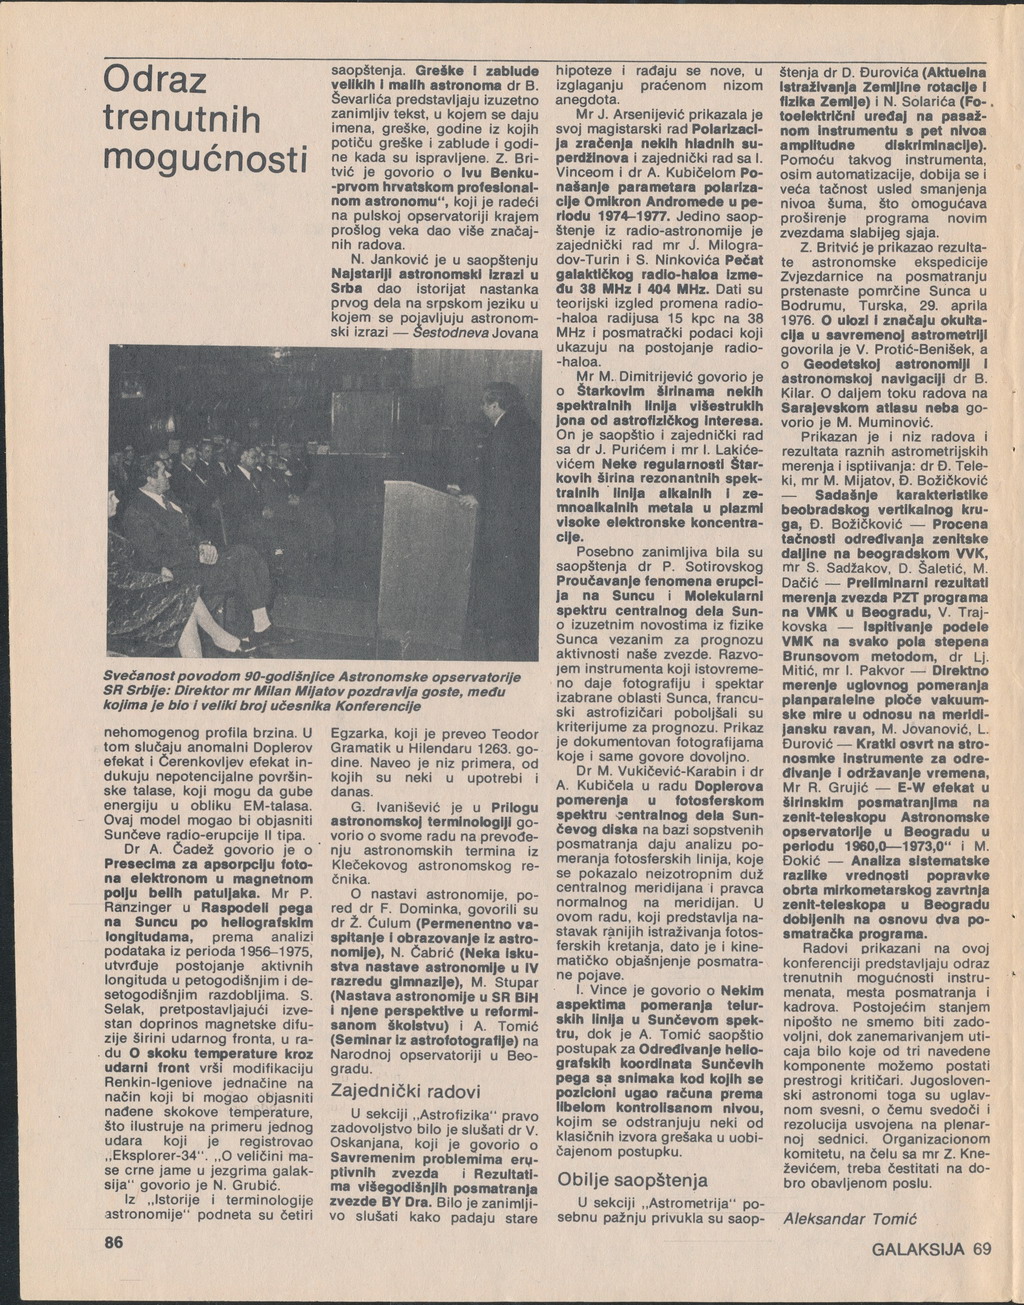 Odraz
trenutnih
mogućnosti
Svečanost povodom 90-godišnjice Astronomske opservatorije
SR Srbije: Direktor mr Milan Mijatov pozdravlja goste, među
kojima je bio i veliki broj učesnika Konferencije
nehomogenog profila brzina. U
tom slučaju anomalni Doplerov
efekat i Čerenkovljev efekat in-
dukuju nepotencijalne površin-
ske talase, koji mogu da gube
energiju u obliku EM-talasa.
Ovaj model mogao bi objasniti
Sunčeve radio-erupcije II tipa.
Dr A. Čadež govorio je o
Presecima za apsorpciju foto-
na elektronom u magnetnom
polju belih patuljaka. Mr P.
Ranzinger u Raspodeli pega
na Suncu po heliografskim
longitudama, prema analizi
podataka iz perioda 1956–1975,
utvrđuje postojanje aktivnih
longituda u petogodišnjim i de-
setogodišnjim razdobljima. S.
Selak, pretpostavljajući izve-
stan doprinos magnetske difu-
zije širini udarnog fronta, u ra-
du O skoku temperature kroz
udarni front vrši modifikaciju
Renkin-Igeniove jednačine na
način koji bi mogao objasniti
nađene skokove temperature,
što ilustruje na primeru jednog
udara koji je registrovao
„Eksplorer-34". „O veličini ma-
se crne jame u jezgrima galak-
sija" govorio je N. Grubić.
Iz „Istorije i terminologije
astronomije" podneta su četiri
saopštenja. Greške i zablude
velikih i malih astronoma dr B.
Ševarlića predstavljaju izuzetno
zanimljiv tekst, u kojem se daju
imena, greške, godine iz kojih
potiču greške i zablude i godi-
ne kada su ispravljene. Z. Bri-
tvić je govorio o Ivu Benku-
-prvom hrvatskom profesional-
nom astronomu", koji je radeći
na pulskoj opservatoriji krajem
prošlog veka dao više značaj-
nih radova.
N. Janković je u saopštenju
Najstariji astronomski izrazi u
Srba dao istorijat nastanka
prvog dela na srpskom jeziku u
kojem se pojavljuju astronom-
ski izrazi — Šestodneva Jovana
Egzarka, koji je preveo Teodor
Gramatik u Hilendaru 1263. go-
dine. Naveo je niz primera, od
kojih su neki u upotrebi i
danas.
G. Ivanišević je u Prilogu
astronomskoj terminologiji go-
vorio o svome radu na prevođe-
nju astronomskih termina iz
Klečekovog astronomskog re-
čnika.
O nastavi astronomije, po-
red dr F. Dominka, govorili su
dr Ž. Ćulum (Permenentno va-
spitanje i obrazovanje iz astro-
nomije), N. Čabrić (Neka isku-
stva nastave astronomije u IV
razredu gimnazije), M. Stupar
(Nastava astronomije u SR BiH
i njene perspektive u reformi-
sanom školstvu) i A. Tomić
(Seminar iz astrofotografije) na
Narodnoj opservatoriji u Beo-
gradu.
Zajednički radovi
U sekciji „Astrofizika" pravo
zadovoljstvo bilo je slušati dr V.
Oskanjana, koji je govorio o
Savremenim problemima eru-
ptivnih zvezda i Rezultati-
ma višegodišnjih posmatranja
zvezde BY Dra. Bilo je zanimlji-
vo slušati kako padaju stare
hipoteze i rađaju se nove, u
izglaganju praćenom nizom
anegdota.
Mr J. Arsenijević prikazala je
svoj magistarski rad Polarizaci-
ja zračenja nekih hladnih su-
perdžinova i zajednički rad sa I.
Vinceom i dr A. Kubičelom Po-
našanje parametara polariza-
cije Omikron Andromede u pe-
riodu 1974–1977. Jedino saop-
štenje iz radio-astronomije je
zajednički rad mr J. Milogra-
dov-Turin i S. Ninkovića Pečat
galaktičkog radio-haloa izme-
đu 38 MHz i 404 MHz. Dati su
teorijski izgled promena radio-
-haloa radijusa 15 kpc na 38
MHz i posmatrački podaci koji
ukazuju na postojanje radio-
-haloa.
Mr M. Dimitrijević govorio je
o Štarkovim širinama nekih
spektralnih linija višestrukih
jona od astrofizičkog interesa.
On je saopštio i zajednički rad
sa dr J. Purićem i mr I. Lakiće-
vićem Neke regularnosti Štar-
kovih širina rezonantnih spek-
tralnih linija alkalnih i ze-
mnoalkalnih metala u plazmi
visoke elektronske koncentra-
cije.
Posebno zanimljiva bila su
saopštenja dr P. Sotirovskog
Proučavanje fenomena erupci-
ja na Suncu i Molekularni
spektru centralnog dela Sun-
o izuzetnim novostima iz fizike
Sunca vezanim za prognozu
aktivnosti naše zvezde. Razvo-
jem instrumenta koji istovreme-
no daje fotografiju i spektar
izabrane oblasti Sunca, francu-
ski astrofizičari poboljšali su
kriterijume za prognozu. Prikaz
je dokumentovan fotografijama
koje i same govore dovoljno.
Dr M. Vukičević-Karabin i dr
A. Kubičela u radu Doplerova
pomerenja u fotosferskom
spektru centralnog dela Sun-
čevog diska na bazi sopstvenih
posmatranja daju analizu po-
meranja fotosferskih linija, koje
se pokazalo neizotropnim duž
centralnog meridijana i pravca
normalnog na meridijan. U
ovom radu, koji predstavlja na-
stavak ranijih istraživanja fotos-
ferskih kretanja, dato je i kine-
matičko objašnjenje posmatra-
ne pojave.
I. Vince je govorio o Nekim
aspektima pomeranja telur-
skih linija u Sunčevom spek-
tru, dok je A. Tomić saopštio
postupak za Određivanje helio-
grafskih koordinata Sunčevih
pega sa snimaka kod kojih se
pozicioni ugao računa prema
libelom kontrolisanom nivou,
kojim se odstranjuju neki od
klasičnih izvora grešaka u uobi-
čajenom postupku.
Obilje saopštenja
U sekciji „Astrometrija" po-
sebnu pažnju privukla su saop-
štenja dr D. Đurovića (Aktuelna
istraživanja Zemljine rotacije i
fizika Zemlje) i N. Solarića (Fo-
toelektrični uređaj na pasaž-
nom instrumentu s pet nivoa
amplitudne diskriminacije).
Pomoću takvog instrumenta,
osim automatizacije, dobija se i
veća tačnost usled smanjenja
nivoa šuma, što omogućava
proširenje programa novim
zvezdama slabijeg sjaja.
Z. Britvić je prikazao rezulta-
te astronomske ekspedicije
Zvjezdarnice na posmatranju
prstenaste pomrčine Sunca u
Bodrumu, Turska, 29. aprila
1976. O ulozi i značaju okulta-
cija u savremenoj astrometriji
govorila je V. Protić-Benišek, a
o Geodetskoj astronomiji i
astronomskoj navigaciji dr B.
Kilar. O daljem toku radova na
Sarajevskom atlasu neba go-
vorio je M. Muminović.
Prikazan je i niz radova i
rezultata raznih astrometrijskih
merenja i isptiivanja: dr Đ. Tele-
ki, mr M. Mijatov, Đ. Božičković
— Sadašnje karakteristike
beobradskog vertikalnog kru-
ga, Đ. Božičković — Procena
tačnosti određivanja zenitske
daljine na beogradskom VVK,
mr S. Sadžakov, D. Šaletić, M.
Dačić — Preliminarni rezultati
merenja zvezda PZT programa
na VMK u Beogradu, V. Traj-
kovska — Ispitivanje podele
VMK na svako pola stepena
Brunsovom metodom, dr Lj.
Mitić, mr I. Pakvor — Direktno
merenje uglovnog pomeranja
planparalelne ploče vakuum-
ske mire u odnosu na meridi-
jansku ravan, M. Jovanović, L.
Đurović — Kratki osvrt na stro-
nosmke instrumente za odre-
đivanje i održavanje vremena,
Mr R. Grujić — E-W efekat u
širinskim posmatranjima na
zenit-teleskopu Astronomske
opservatorije u Beogradu u
periodu 1960,0—1973,0" i M.
Đokić — Analiza sistematske
razlike vrednosti popravke
obrta mirkometarskog zavrtnja
zenit-teleskopa u Beogradu
dobijenih na osnovu dva po-
smatračka programa.
Radovi prikazani na ovoj
konferenciji predstavljaju odraz
trenutnih mogućnosti instru-
menata, mesta posmatranja i
kadrova. Postojećim stanjem
nipošto ne smemo biti zado-
voljni, dok zanemarivanjem uti-
caja bilo koje od tri navedene
komponente možemo postati
prestrogi kritičari. Jugosloven-
ski astronomi toga su uglav-
nom svesni, o čemu svedoči i
rezolucija usvojena na plenar-
noj sednici. Organizacionom
komitetu, na čelu sa mr Z. Kne-
ževićem, treba čestitati na do-
bro obavljenom poslu.
Aleksandar Tomić
86
GALAKSIJA 69